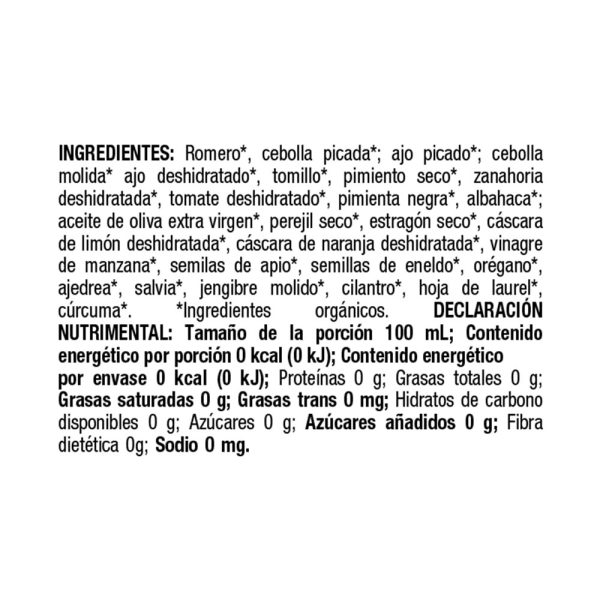 INGREDIENTES: Romero*, cebolla picada*; ajo picado*; cebolla
molida* ajo deshidratado*, tomillo*, pimiento seco*, zanahoria
deshidratada*, tomate deshidratado*, pimienta negra*, albahaca*;
aceite de oliva extra virgen*, perejil seco*, estragón seco*, cáscara
de limón deshidratada*, cáscara de naranja deshidratada*, vinagre
de manzana*, semilas de apio*, semillas de eneldo*, orégano*,
ajedrea*, salvia*, jengibre molido*, cilantro*, hoja de laurel*,
cúrcuma*. *Ingredientes orgánicos. DECLARACIÓN
NUTRIMENTAL: Tamaño de la porción 100 mL; Contenido
energético por porción 0 kcal (0 kJ); Contenido energético
por envase 0 kcal (0 kJ); Proteínas 0 g; Grasas totales 0 g;
Grasas saturadas 0 g; Grasas trans 0 mg; Hidratos de carbono
disponibles 0 g; Azúcares 0 g; Azúcares añadidos 0 g; Fibra
dietética 0g; Sodio 0 mg.